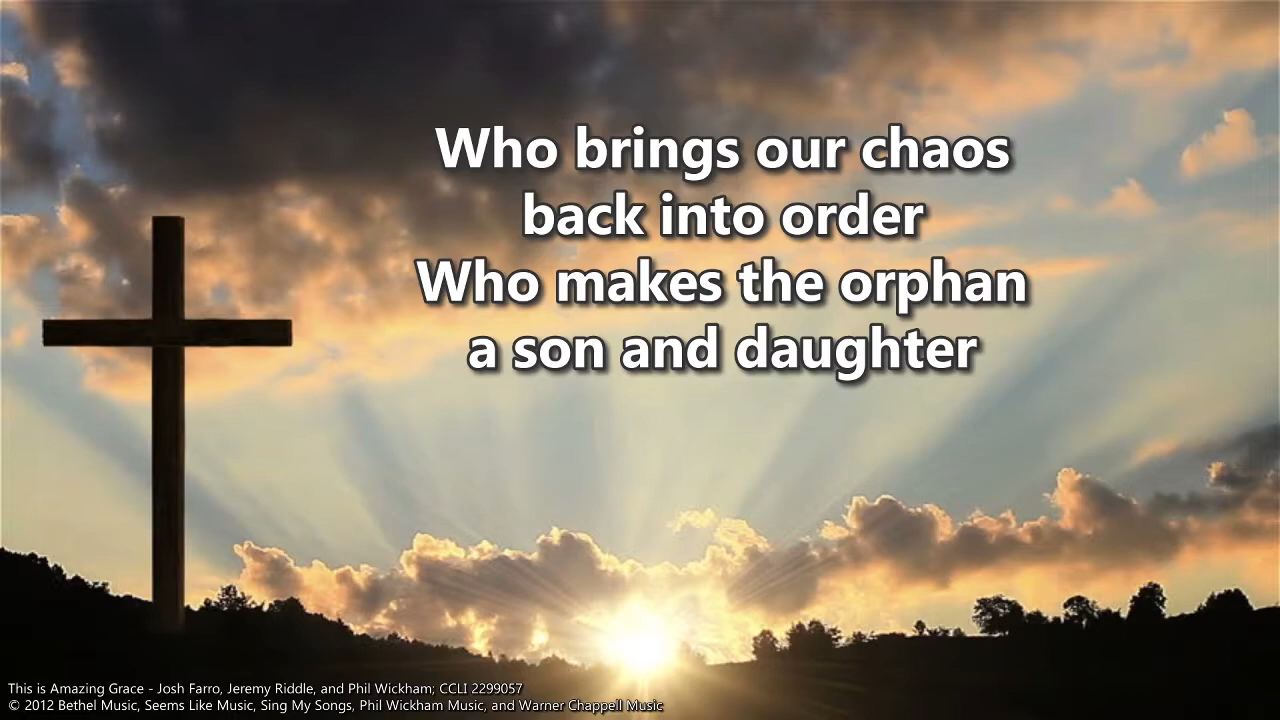 Who brings our chaos
back into order
Who makes the orphan
a son and daughter
This is Amazing Grace - Josh Farro, Jeremy Riddle, and Phil Wickham; CCLI 2299057
© 2012 Bethel Music, Seems Like Music, Sing My Songs, Phil Wickham Music, and Warner Chappell Music